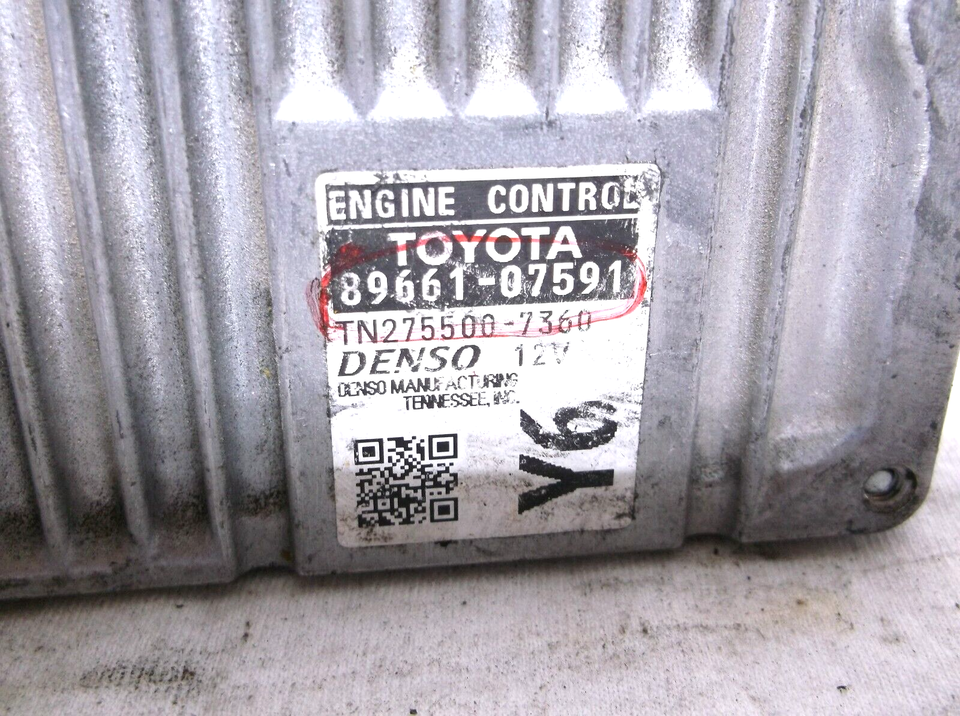 ENGINE CONTROL
TOYOTA
89661-07591
TN275500-7360
DENSO 12V
DENSO MANUFACTURING
TENNESSEE, INC.
Y6